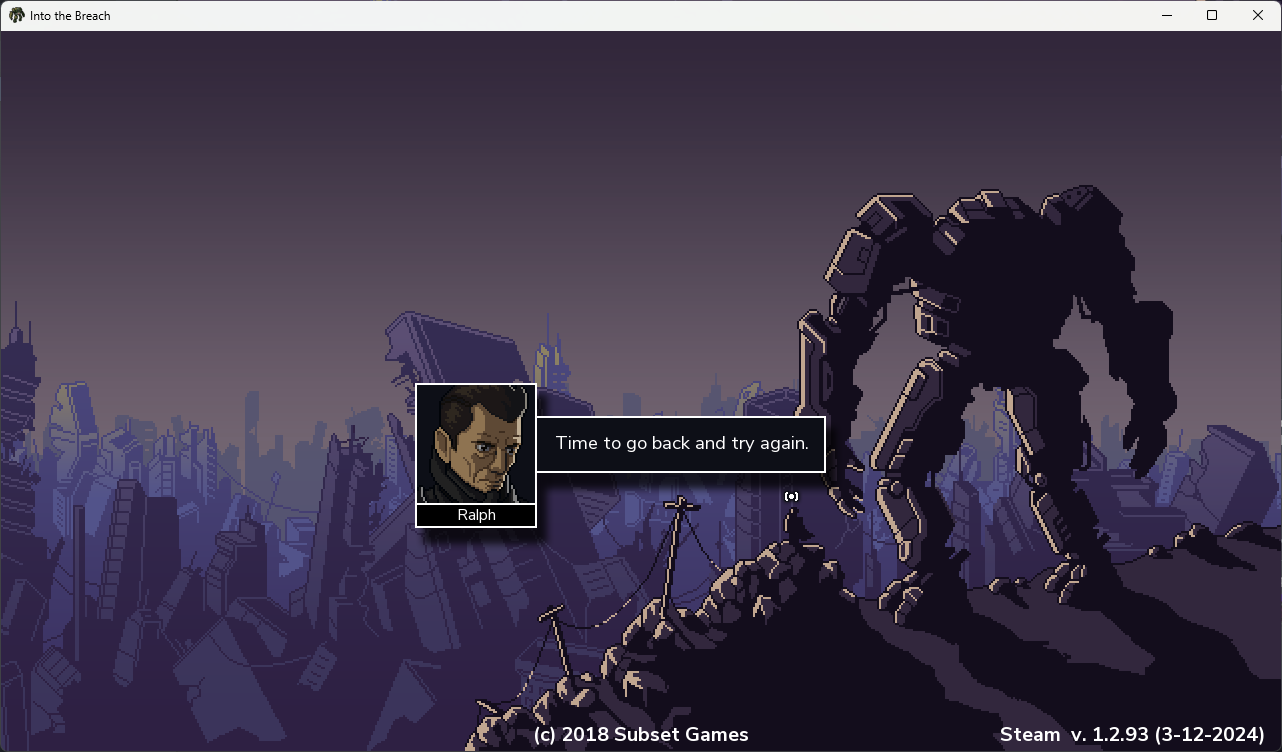 Into the Breach
Time to go back and try again.
Ralph
(c) 2018 Subset Games
Steam v. 1.2.93 (3-12-2024)